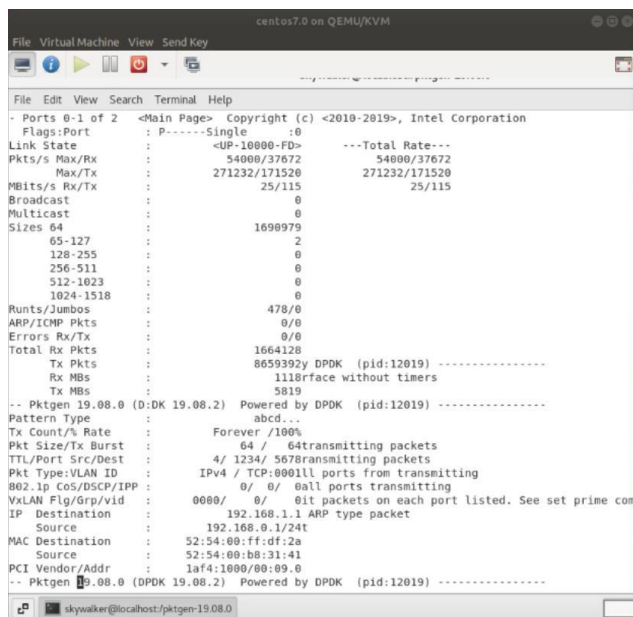 centos7.0 on QEMU/KVM
File Virtual Machine View Send Key
File Edit View Search Terminal Help
- Ports 0-1 of 2 <Main Page> Copyright (c) <2010-2019>, Intel Corporation
Flags:Port : P------Single :0
Link State : <UP-10000-FD> ---Total Rate---
Pkts/s Max/Rx : 54000/37672 54000/37672
Max/Tx : 271232/171520 271232/171520
MBits/s Rx/Tx : 25/115 25/115
Broadcast : 0
Multicast : 0
Sizes 64 : 1690979
65-127 : 2
128-255 : 0
256-511 : 0
512-1023 : 0
1024-1518 : 0
Runts/Jumbos : 478/0
ARP/ICMP Pkts : 0/0
Errors Rx/Tx : 0/0
Total Rx Pkts : 1664128
Tx Pkts : 8659392y DPDK (pid:12019) ----------------
Rx MBs : 1118rface without timers
Tx MBs : 5819
-- Pktgen 19.08.0 (D:DK 19.08.2) Powered by DPDK (pid:12019) ----------------
Pattern Type : abcd...
Tx Count/% Rate : Forever /100%
Pkt Size/Tx Burst : 64 / 64transmitting packets
TTL/Port Src/Dest : 4/ 1234/ 5678ransmitting packets
Pkt Type:VLAN ID : IPv4 / TCP:0001ll ports from transmitting
802.1p CoS/DSCP/IPP : 0/ 0/ 0all ports transmitting
VxLAN Flg/Grp/vid : 0000/ 0/ 0it packets on each port listed. See set prime com
IP Destination : 192.168.1.1 ARP type packet
Source : 192.168.0.1/24t
MAC Destination : 52:54:00:ff:df:2a
Source : 52:54:00:b8:31:41
PCI Vendor/Addr : 1af4:1000/00:09.0
-- Pktgen 19.08.0 (DPDK 19.08.2) Powered by DPDK (pid:12019) ----------------
skywalker@localhost:/pktgen-19.08.0